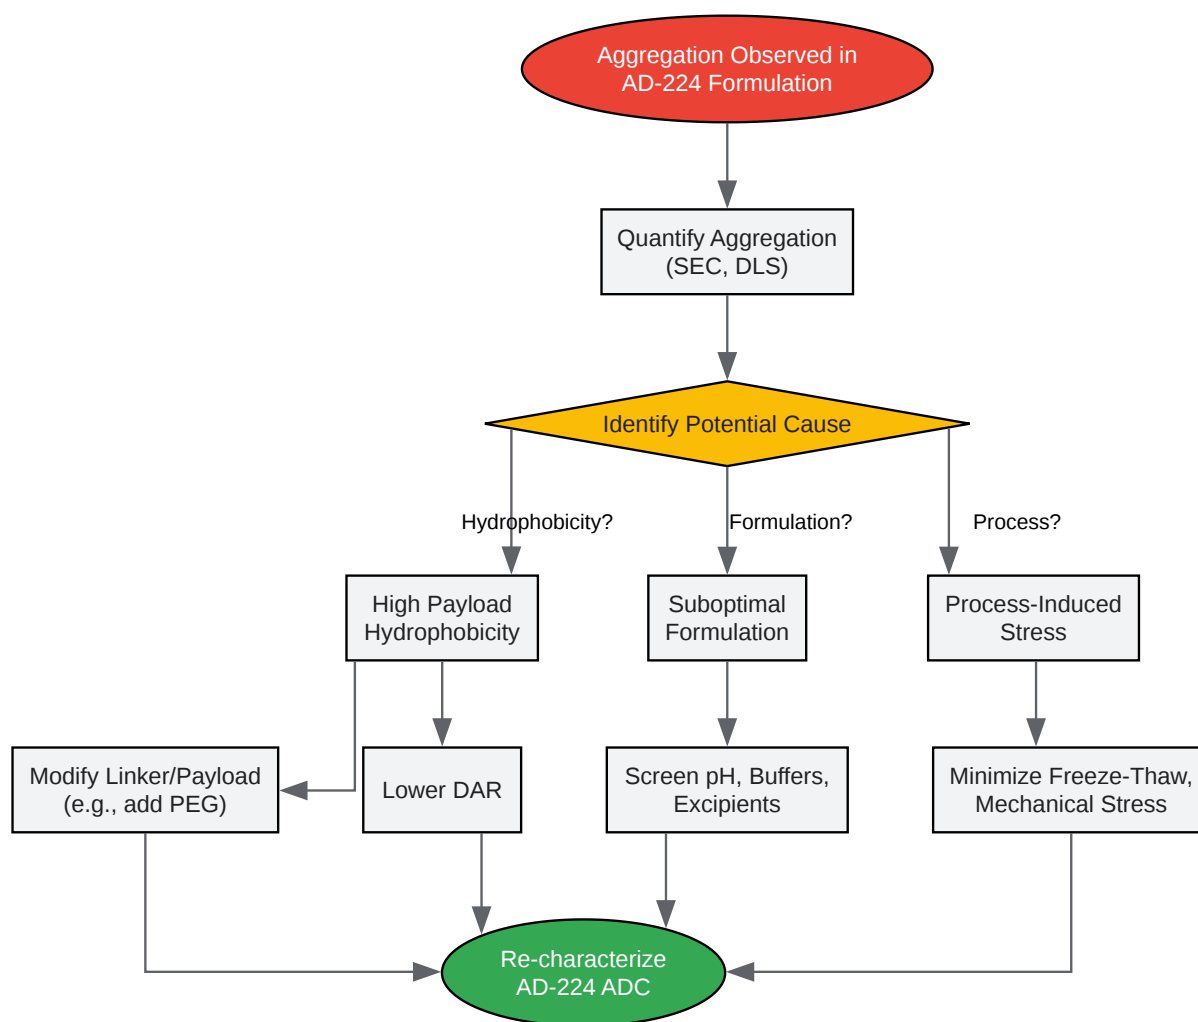 Aggregation Observed in
AD-224 Formulation
Quantify Aggregation
(SEC, DLS)
Identify Potential Cause
Hydrophobicity?
Formulation?
Process?
High Payload
Hydrophobicity
Suboptimal
Formulation
Process-Induced
Stress
Modify Linker/Payload
(e.g., add PEG)
Lower DAR
Screen pH, Buffers,
Excipients
Minimize Freeze-Thaw,
Mechanical Stress
Re-characterize
AD-224 ADC